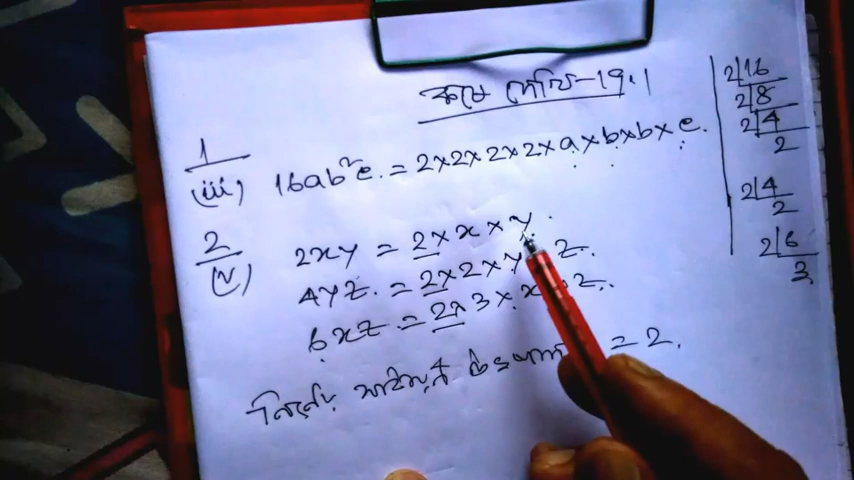 কষে দেখি-19.1
1
(iii) 16ab²e. = 2×2×2×2×a×b×b×e.
2
(v) 2xy = 2×x×y.
4yz. = 2×2×y z.
6xz = 2×3×x z.
নির্ণেয় = 2.
2|16
2|8
2|4
2
2|4
2
2|6
3